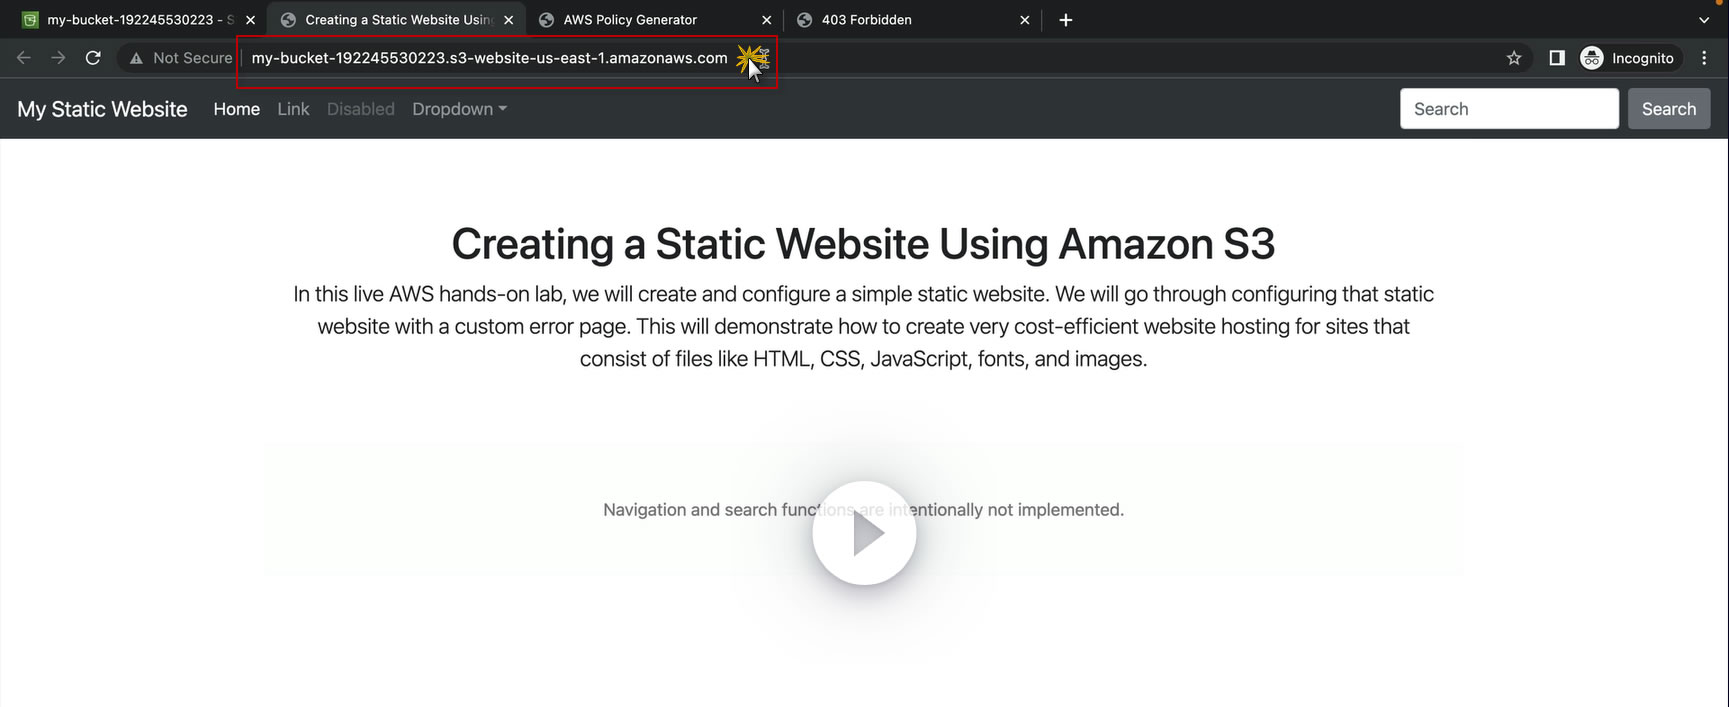 my-bucket-192245530223 - S
Creating a Static Website Using
AWS Policy Generator
403 Forbidden
Not Secure
my-bucket-192245530223.s3-website-us-east-1.amazonaws.com
Incognito
My Static Website
Home
Link
Disabled
Dropdown
Search
Search
Creating a Static Website Using Amazon S3
In this live AWS hands-on lab, we will create and configure a simple static website. We will go through configuring that static
website with a custom error page. This will demonstrate how to create very cost-efficient website hosting for sites that
consist of files like HTML, CSS, JavaScript, fonts, and images.
Navigation and search functions are intentionally not implemented.